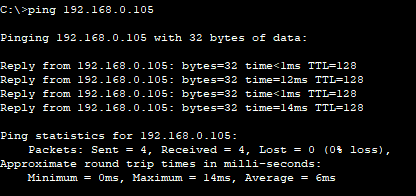 C:\>ping 192.168.0.105
Pinging 192.168.0.105 with 32 bytes of data:
Reply from 192.168.0.105: bytes=32 time<1ms TTL=128
Reply from 192.168.0.105: bytes=32 time=12ms TTL=128
Reply from 192.168.0.105: bytes=32 time<1ms TTL=128
Reply from 192.168.0.105: bytes=32 time=14ms TTL=128
Ping statistics for 192.168.0.105:
Packets: Sent = 4, Received = 4, Lost = 0 (0% loss),
Approximate round trip times in milli-seconds:
Minimum = 0ms, Maximum = 14ms, Average = 6ms